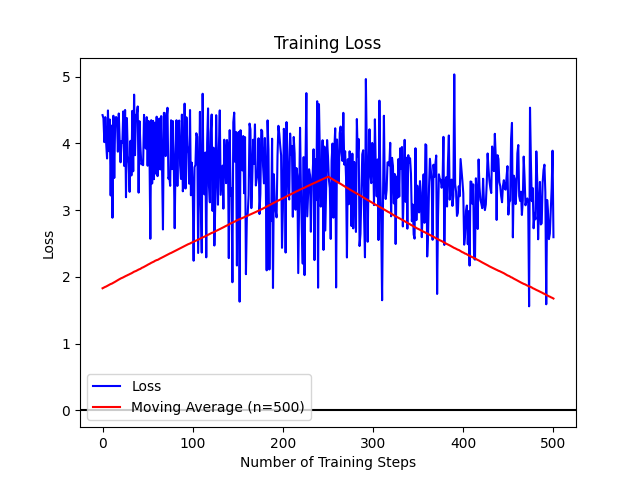 Training Loss
5
4
3
2
1
0
Loss
Loss
Moving Average (n=500)
0 100 200 300 400 500
Number of Training Steps